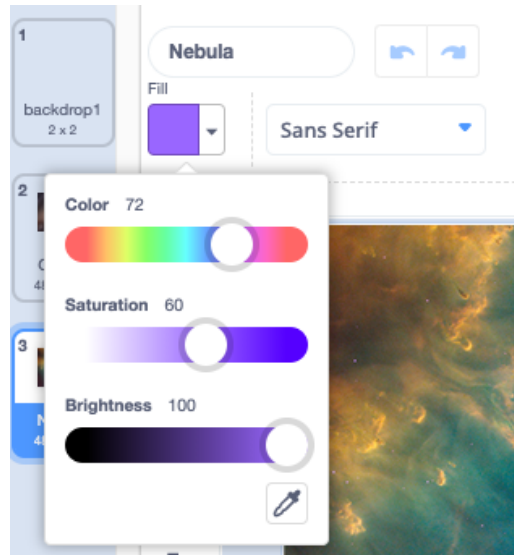 1
Nebula
Fill
backdrop1
2 x 2
Sans Serif
2
Color 72
Saturation 60
3
Brightness 100